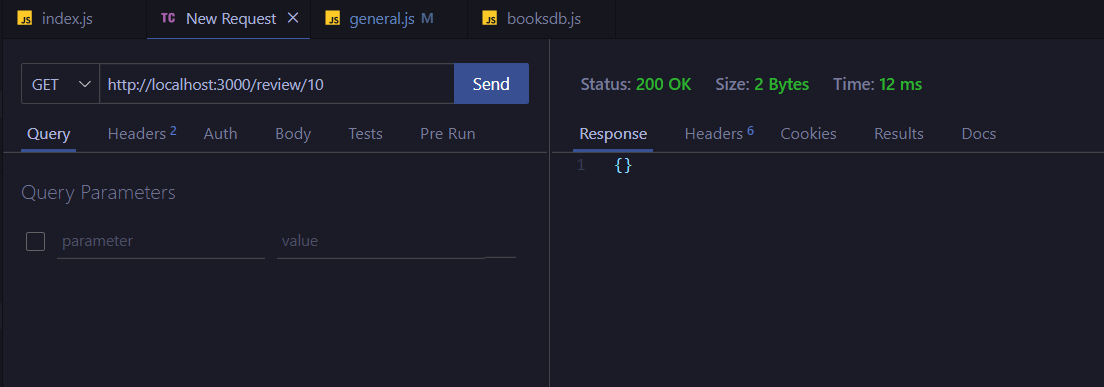 JS index.js TC New Request × JS general.js M JS booksdb.js
GET http://localhost:3000/review/10 Send
Status: 200 OK Size: 2 Bytes Time: 12 ms
Query Headers 2 Auth Body Tests Pre Run
Response Headers 6 Cookies Results Docs
1 {}
Query Parameters
parameter value